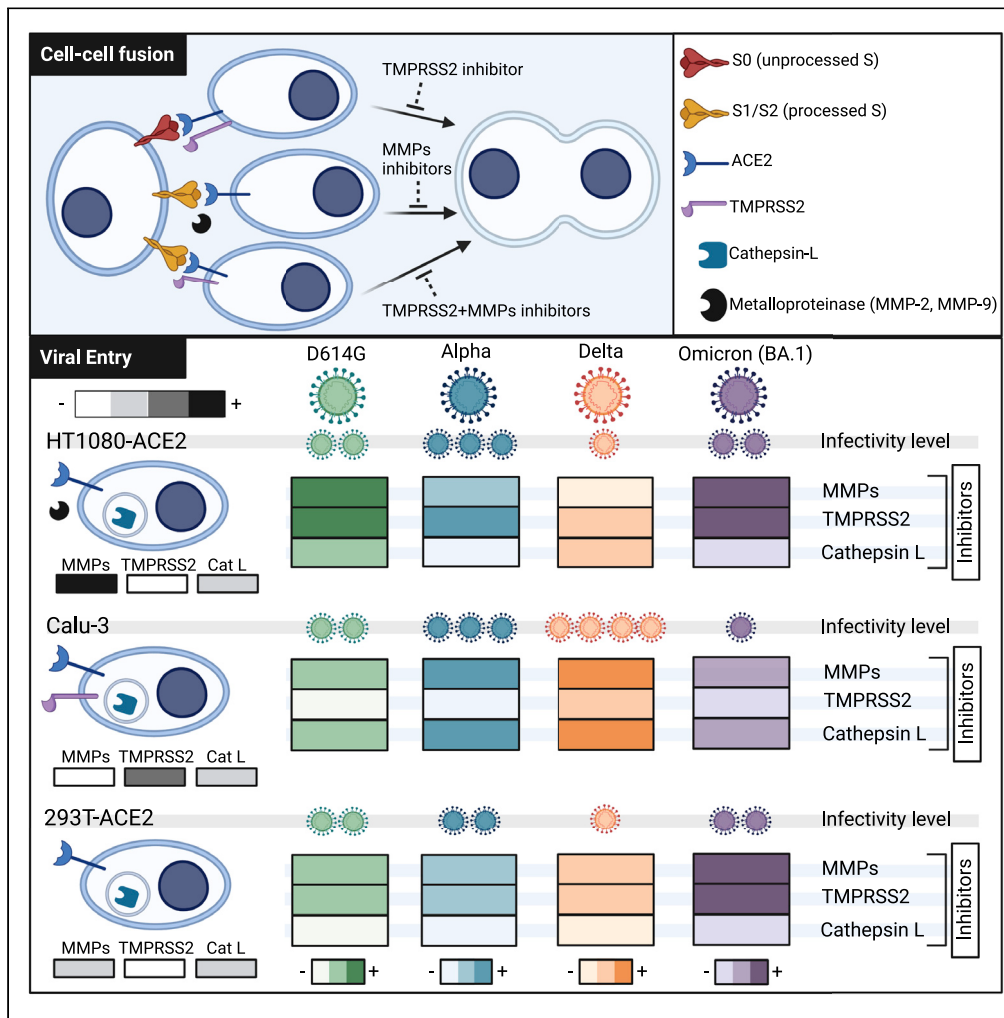 Cell-cell fusion
TMPRSS2 inhibitor
MMPs
inhibitors
TMPRSS2+MMPs inhibitors
S0 (unprocessed S)
S1/S2 (processed S)
ACE2
TMPRSS2
Cathepsin-L
Metalloproteinase (MMP-2, MMP-9)
Viral Entry
D614G Alpha Delta Omicron (BA.1)
- +
HT1080-ACE2
Infectivity level
MMPs
TMPRSS2
Cathepsin L
Inhibitors
MMPs TMPRSS2 Cat L
Calu-3
Infectivity level
MMPs
TMPRSS2
Cathepsin L
Inhibitors
MMPs TMPRSS2 Cat L
293T-ACE2
Infectivity level
MMPs
TMPRSS2
Cathepsin L
Inhibitors
MMPs TMPRSS2 Cat L
- + - + - + - +